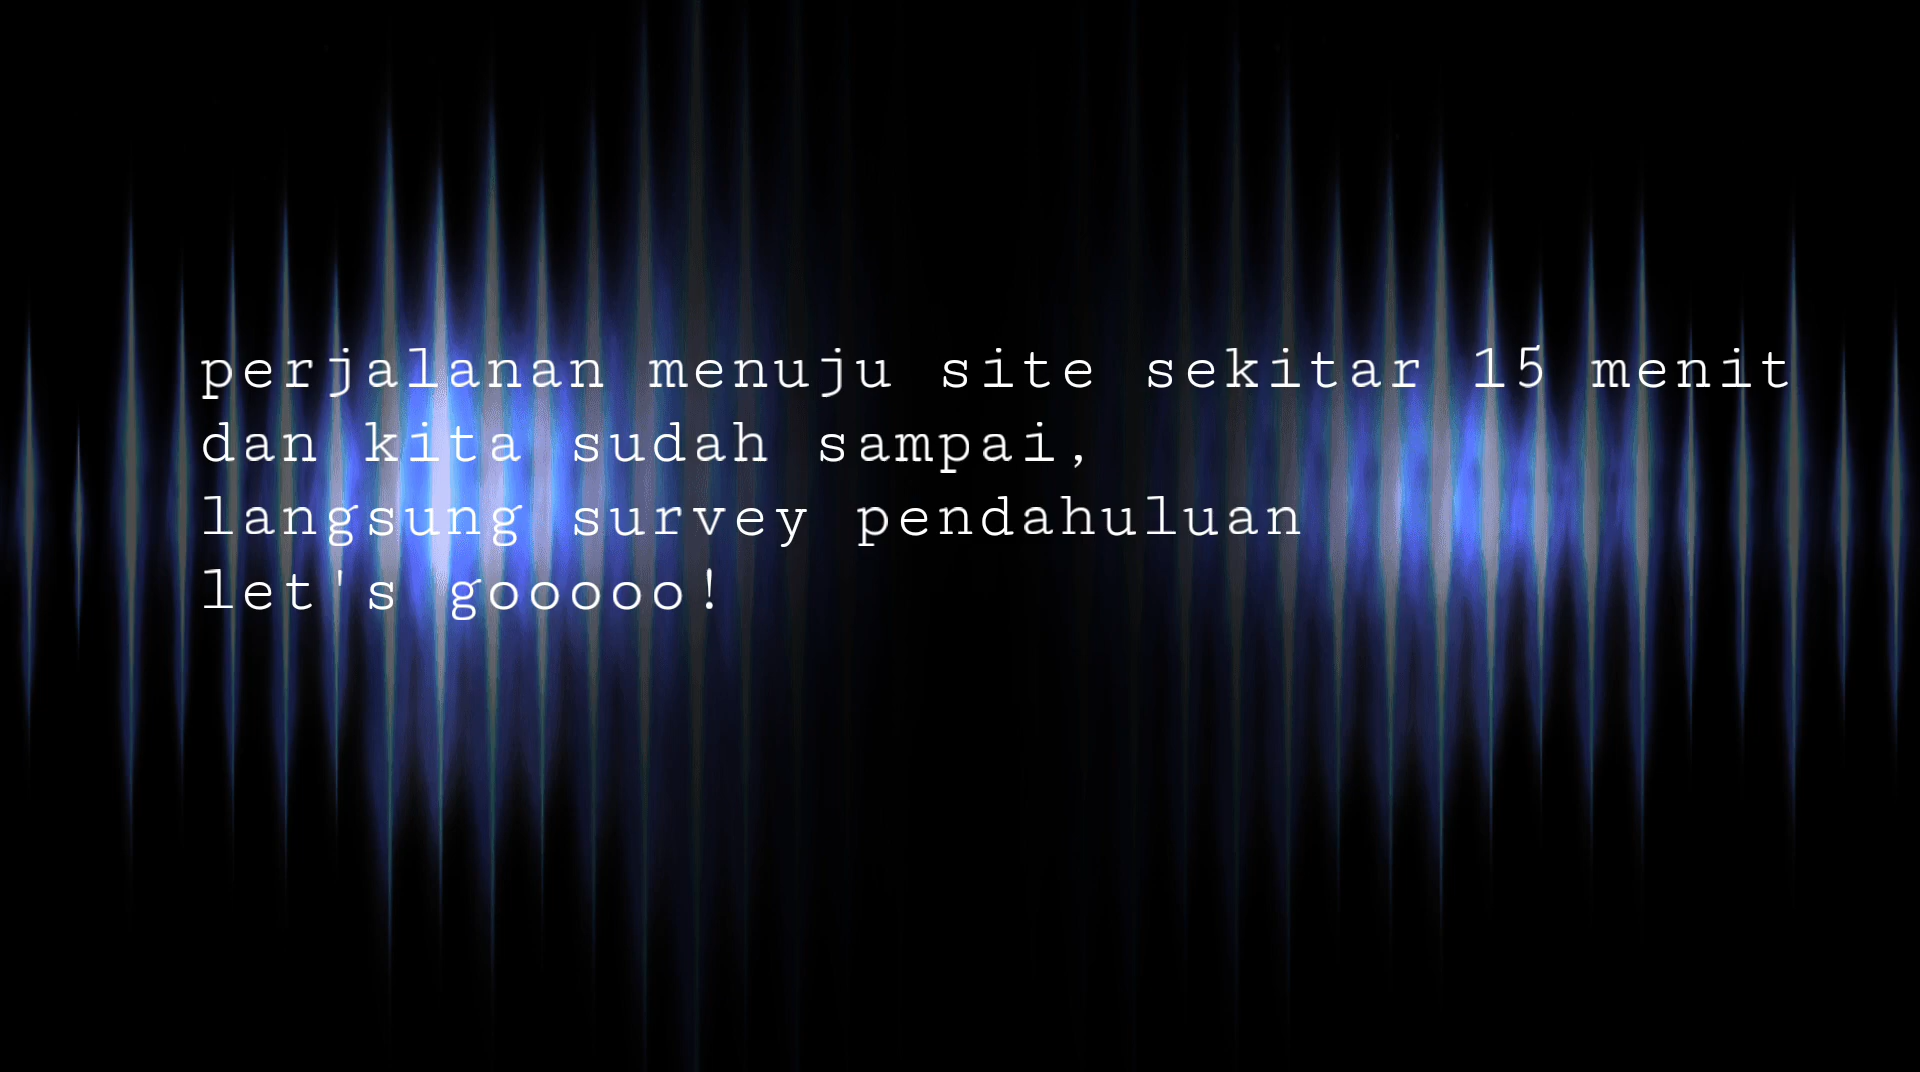 perjalanan menuju site sekitar 15 menit
dan kita sudah sampai,
langsung survey pendahuluan
let's gooooo!